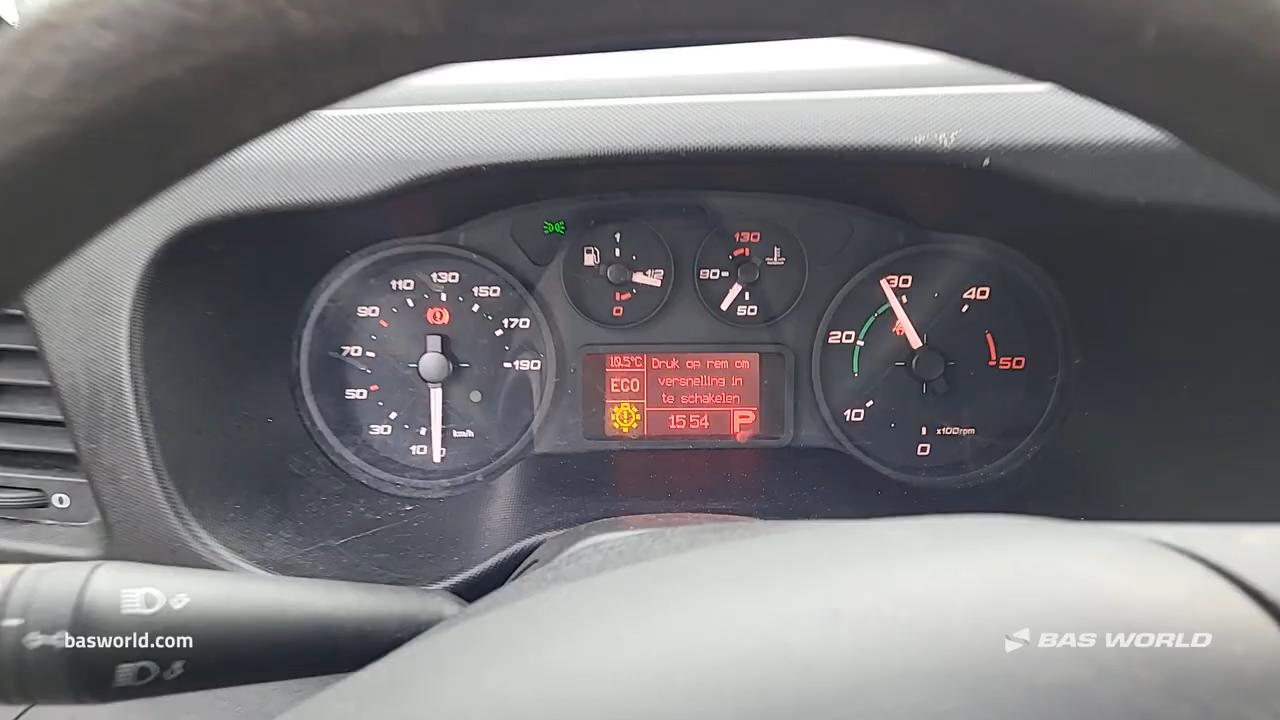 1
1/2
0
130
90
50
10
30
50
70
90
110
130
150
170
190
km/h
10.5°C
ECO
Druk op rem om
versnelling in
te schakelen
15 54
P
0
10
20
30
40
50
x100rpm
0
basworld.com
BAS WORLD